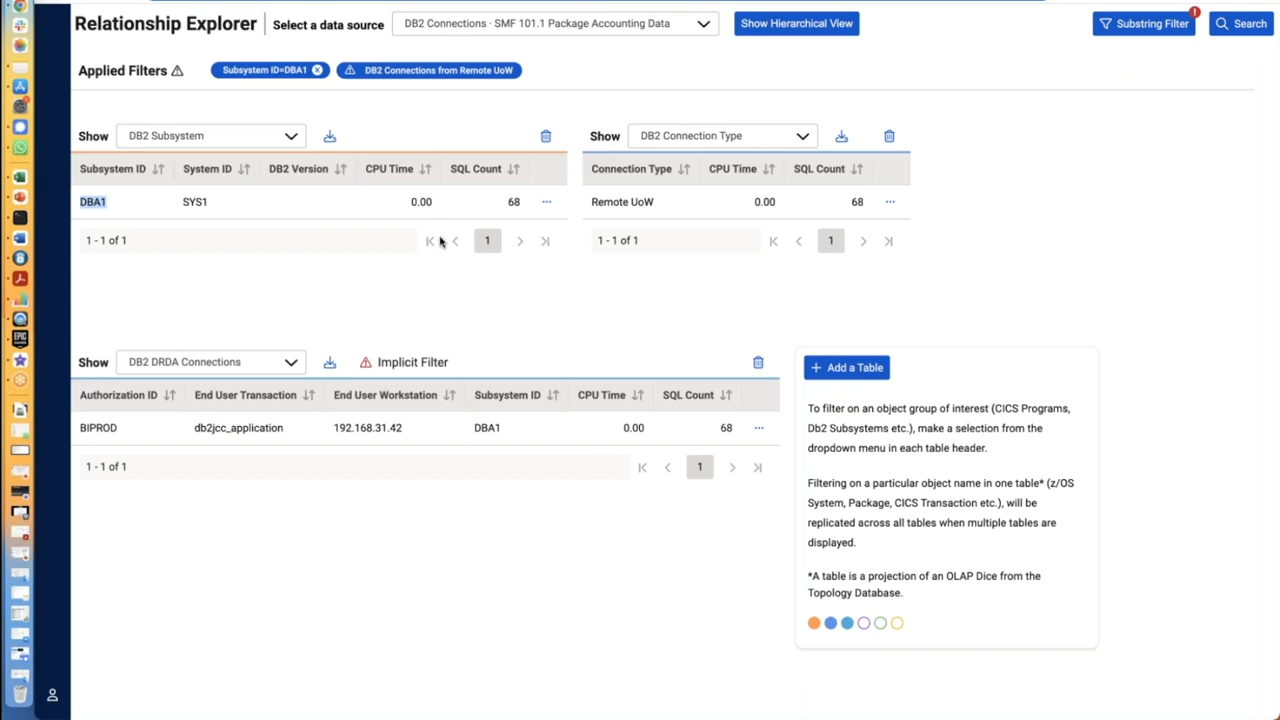 Relationship Explorer
Select a data source
DB2 Connections · SMF 101.1 Package Accounting Data
Show Hierarchical View
Substring Filter
!
Search
Applied Filters
Subsystem ID=DBA1
DB2 Connections from Remote UoW
Show
DB2 Subsystem
Subsystem ID System ID DB2 Version CPU Time SQL Count
DBA1 SYS1 0.00 68 ···
1 - 1 of 1
1
Show
DB2 Connection Type
Connection Type CPU Time SQL Count
Remote UoW 0.00 68 ···
1 - 1 of 1
1
Show
DB2 DRDA Connections
Implicit Filter
Authorization ID End User Transaction End User Workstation Subsystem ID CPU Time SQL Count
BIPROD db2jcc_application 192.168.31.42 DBA1 0.00 68 ···
1 - 1 of 1
1
+ Add a Table
To filter on an object group of interest (CICS Programs,
Db2 Subsystems etc.), make a selection from the
dropdown menu in each table header.
Filtering on a particular object name in one table* (z/OS
System, Package, CICS Transaction etc.), will be
replicated across all tables when multiple tables are
displayed.
*A table is a projection of an OLAP Dice from the
Topology Database.
EPIC